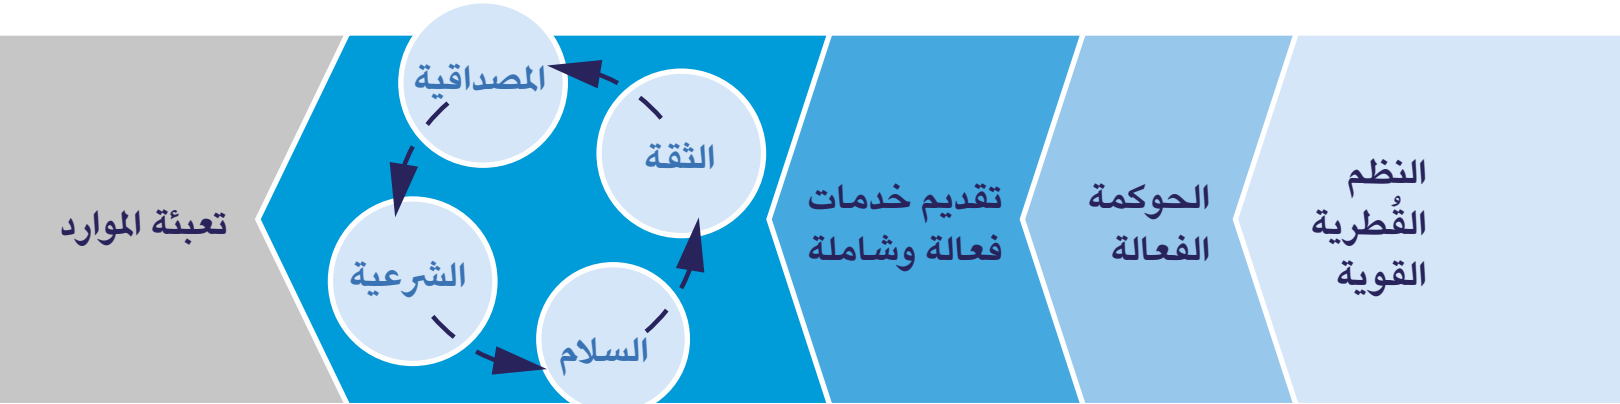 النظم
القُطرية
القوية
الحوكمة
الفعالة
تقديم خدمات
فعالة وشاملة
الثقة
المصداقية
الشرعية
السلام
تعبئة الموارد